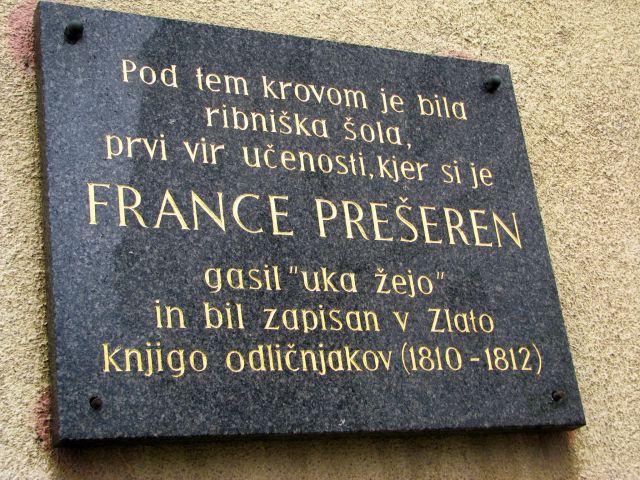 Pod tem krovom je bila
ribniška šola,
prvi vir učenosti, kjer si je
FRANCE PREŠEREN
gasil "uka žejo"
in bil zapisan v Zlato
knjigo odličnjakov (1810 - 1812)